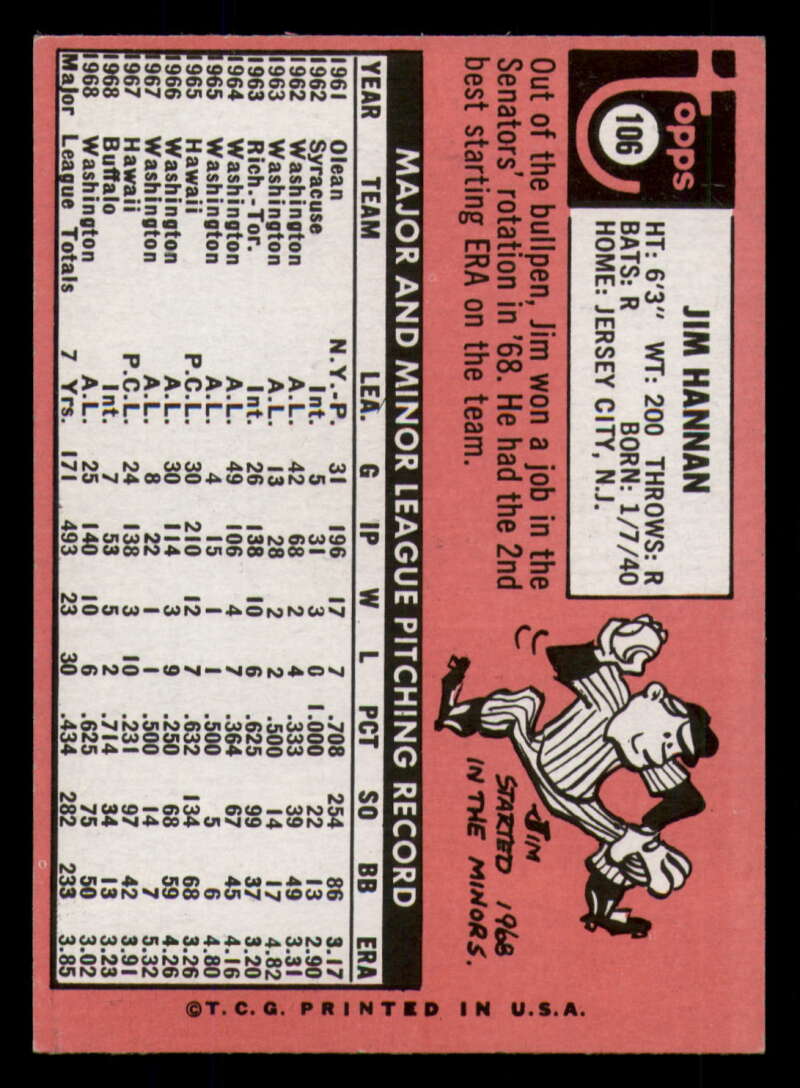 Topps
106
JIM HANNAN
HT: 6'3" WT: 200 THROWS: R
BATS: R BORN: 1/7/40
HOME: JERSEY CITY, N.J.
Out of the bullpen, Jim won a job in the
Senators' rotation in '68. He had the 2nd
best starting ERA on the team.
JIM
STARTED 1968
IN THE MINORS.
MAJOR AND MINOR LEAGUE PITCHING RECORD
YEAR TEAM LEA. G IP W L PCT SO BB ERA
1961 Olean N.Y.-P. 31 196 17 7 .708 254 86 3.17
1962 Syracuse Int. 5 31 3 0 1.000 22 13 2.90
1962 Washington A.L. 42 68 2 4 .333 39 49 3.31
1963 Washington A.L. 13 28 2 2 .500 14 17 4.82
1963 Rich.-Tor. Int. 26 138 10 6 .625 99 37 3.20
1964 Washington A.L. 49 106 4 7 .364 67 45 4.16
1965 Washington A.L. 4 15 1 1 .500 5 6 4.80
1965 Hawaii P.C.L. 30 210 12 7 .632 134 68 3.26
1966 Washington A.L. 30 114 3 9 .250 68 59 4.26
1967 Washington A.L. 8 22 1 1 .500 14 7 5.32
1967 Hawaii P.C.L. 24 138 3 10 .231 97 42 3.91
1968 Buffalo Int. 7 53 5 2 .714 34 13 3.23
1968 Washington A.L. 25 140 10 6 .625 75 50 3.02
Major League Totals 7 Yrs. 171 493 23 30 .434 282 233 3.85
©T.C.G. PRINTED IN U.S.A.